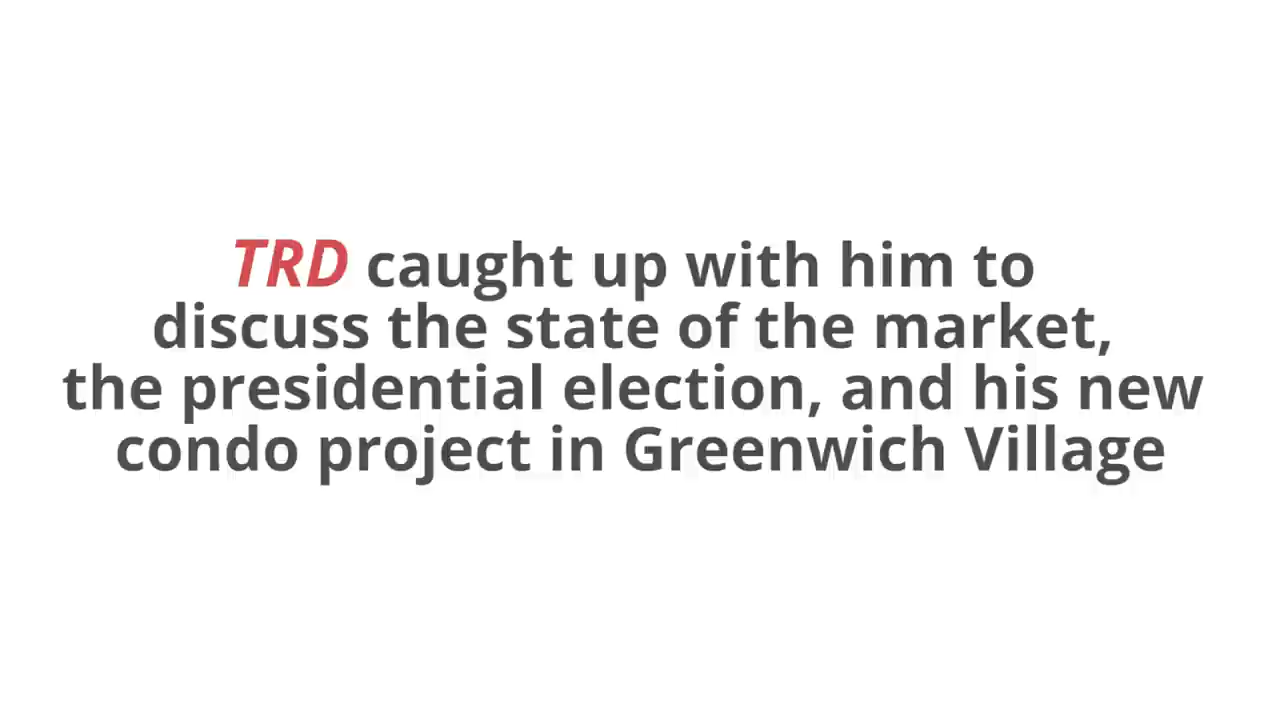 TRD caught up with him to
discuss the state of the market,
the presidential election, and his new
condo project in Greenwich Village